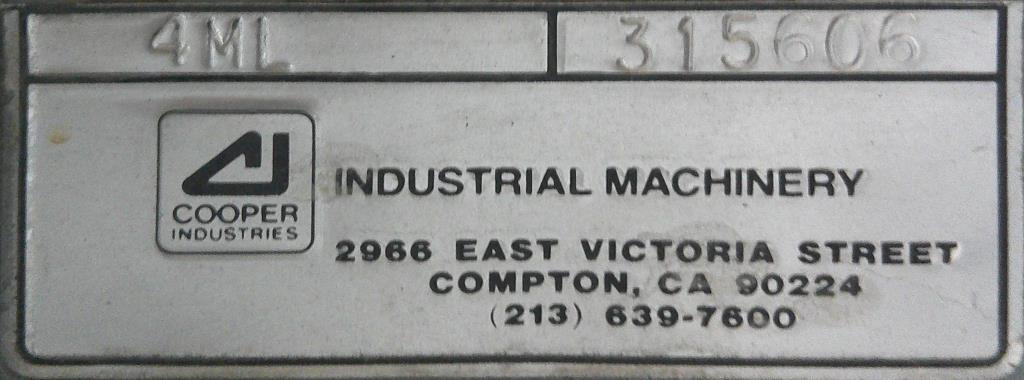 4ML 315606
COOPER
INDUSTRIES
INDUSTRIAL MACHINERY
2966 EAST VICTORIA STREET
COMPTON, CA 90224
(213) 639-7600